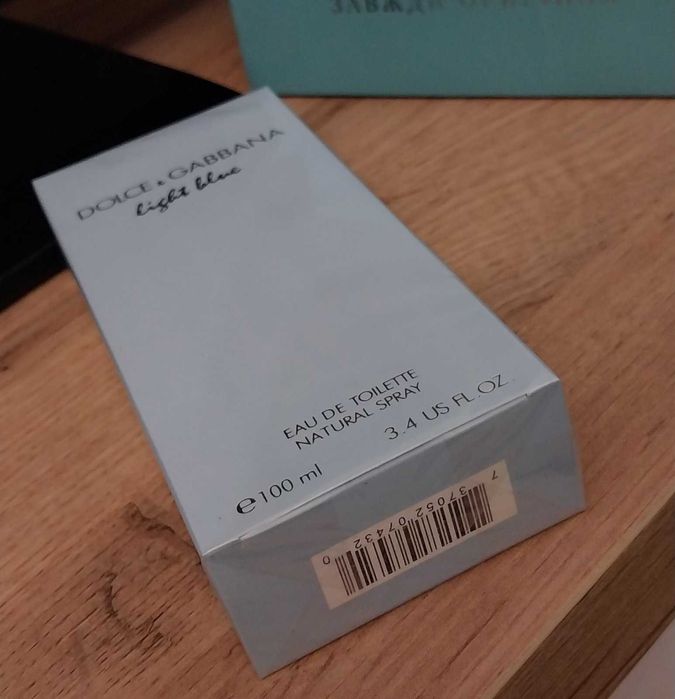 ЗАВЖДИ
DOLCE & GABBANA
light blue
EAU DE TOILETTE
NATURAL SPRAY
e 100 ml 3.4 US FL.OZ
7 37052 07432 0